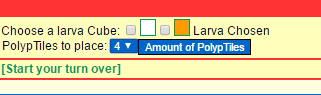 Choose a larva Cube: Larva Chosen
PolypTiles to place: 4 Amount of PolypTiles
[Start your turn over]